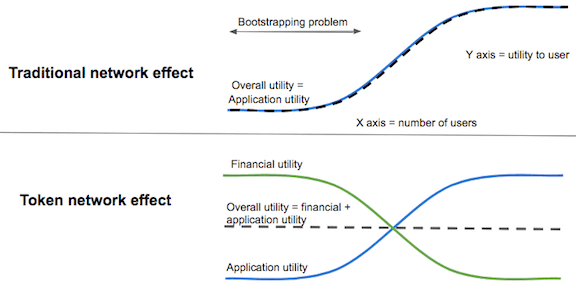 Bootstrapping problem
Traditional network effect
Y axis = utility to user
Overall utility =
Application utility
X axis = number of users
Financial utility
Token network effect
Overall utility = financial +
application utility
Application utility